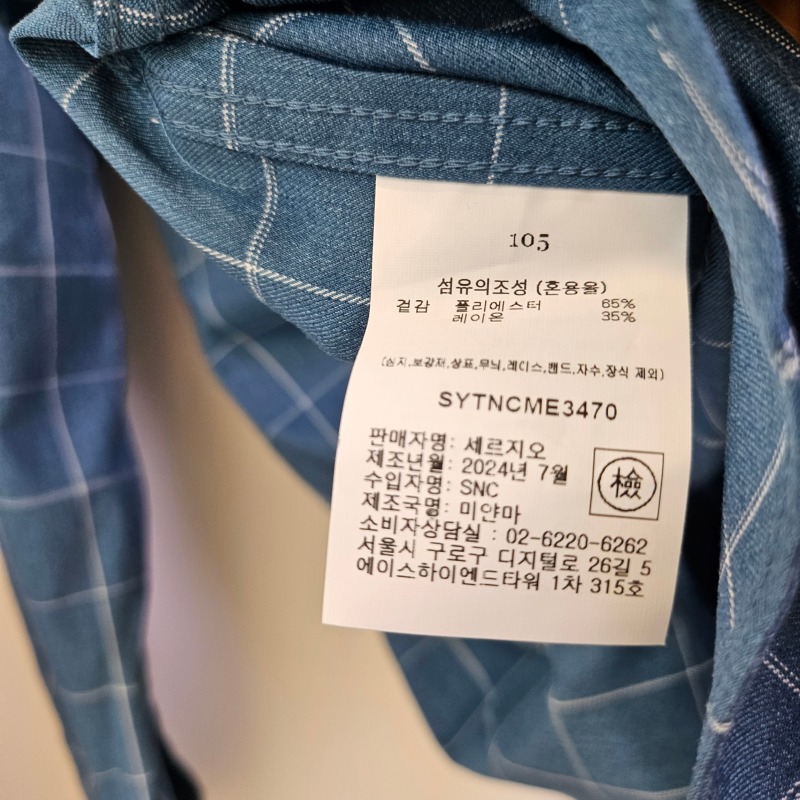 105
섬유의조성 (혼용율)
겉감 폴리에스터 65%
레이온 35%
(심지,보강재,상표,무늬,레이스,밴드,자수,장식 제외)
SYTNCME3470
판매자명: 세르지오
제조년월: 2024년 7월
수입자명: SNC
제조국명: 미얀마
檢
소비자상담실 : 02-6220-6262
서울시 구로구 디지털로 26길 5
에이스하이엔드타워 1차 315호